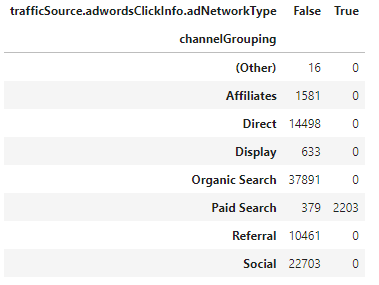 trafficSource.adwordsClickInfo.adNetworkType False True
channelGrouping
(Other) 16 0
Affiliates 1581 0
Direct 14498 0
Display 633 0
Organic Search 37891 0
Paid Search 379 2203
Referral 10461 0
Social 22703 0